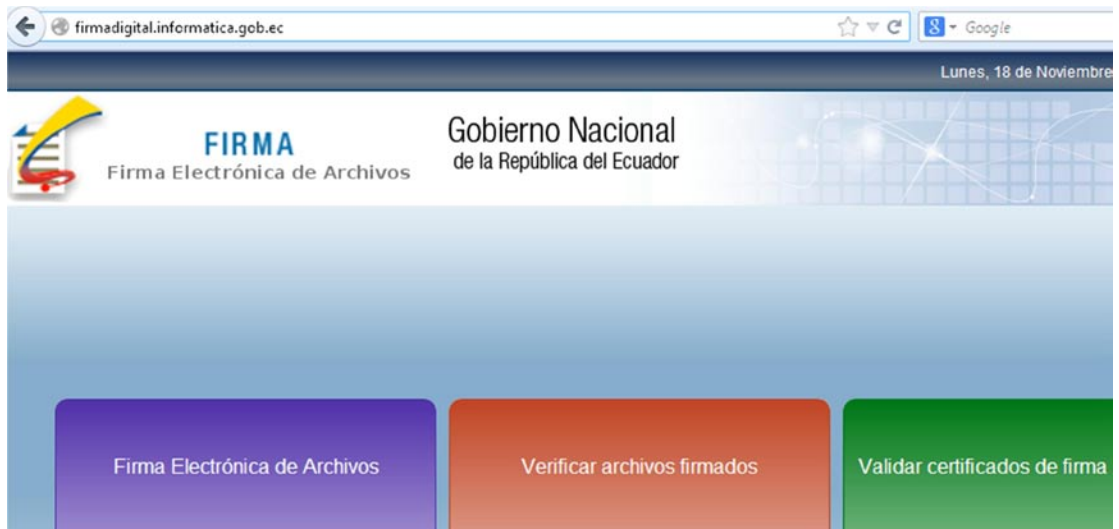 firmadigital.informatica.gob.ec
8 Google
Lunes, 18 de Noviembre
FIRMA
Firma Electrónica de Archivos
Gobierno Nacional
de la República del Ecuador
Firma Electrónica de Archivos
Verificar archivos firmados
Validar certificados de firma